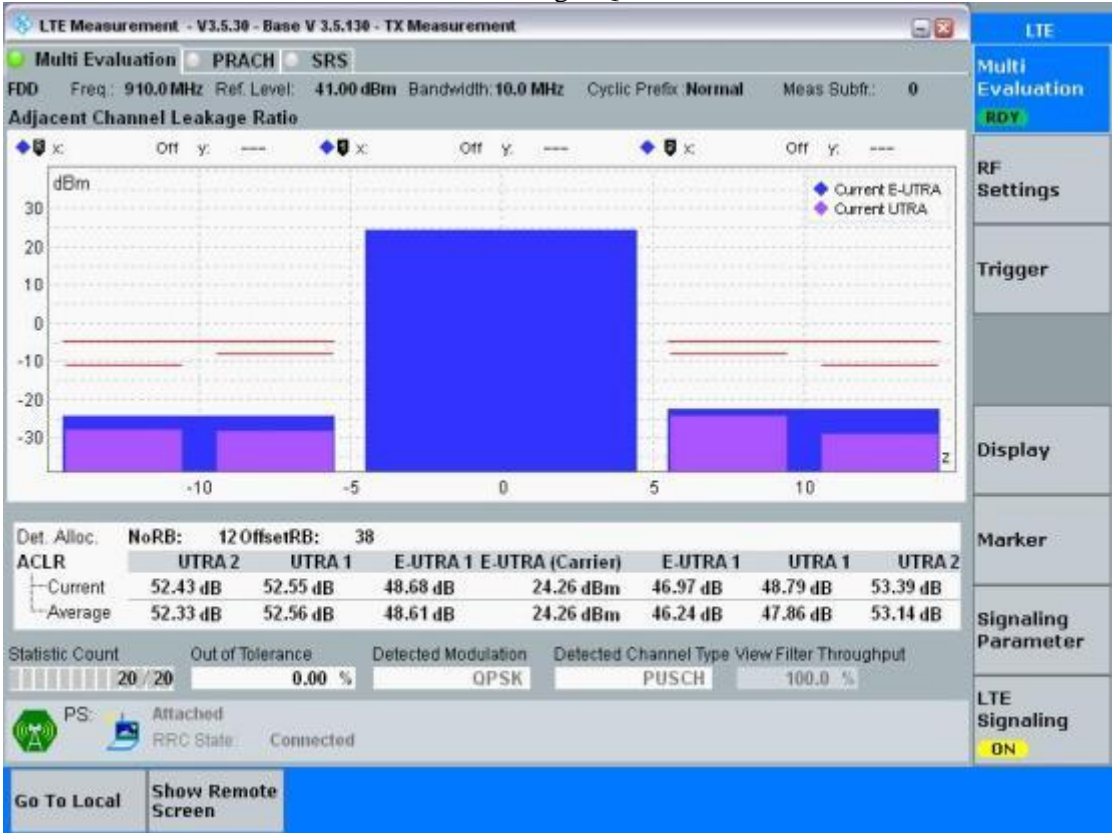 LTE Measurement - V3.5.30 - Base V 3.5.130 - TX Measurement
Multi Evaluation PRACH SRS
FDD Freq.: 910.0 MHz Ref. Level: 41.00 dBm Bandwidth: 10.0 MHz Cyclic Prefix: Normal Meas Subfr.: 0
Adjacent Channel Leakage Ratio
x: Off y: --- x: Off y: --- x: Off y: ---
dBm
Current E-UTRA
Current UTRA
30
20
10
0
-10
-20
-30
z
-10 -5 0 5 10
Det. Alloc. NoRB: 12 OffsetRB: 38
ACLR UTRA 2 UTRA 1 E-UTRA 1 E-UTRA (Carrier) E-UTRA 1 UTRA 1 UTRA 2
Current 52.43 dB 52.55 dB 48.68 dB 24.26 dBm 46.97 dB 48.79 dB 53.39 dB
Average 52.33 dB 52.56 dB 48.61 dB 24.26 dBm 46.24 dB 47.86 dB 53.14 dB
Statistic Count Out of Tolerance Detected Modulation Detected Channel Type View Filter Throughput
20 / 20 0.00 % QPSK PUSCH 100.0 %
PS: Attached
RRC State: Connected
Go To Local
Show Remote
Screen
LTE
Multi
Evaluation
RDY
RF
Settings
Trigger
Display
Marker
Signaling
Parameter
LTE
Signaling
ON